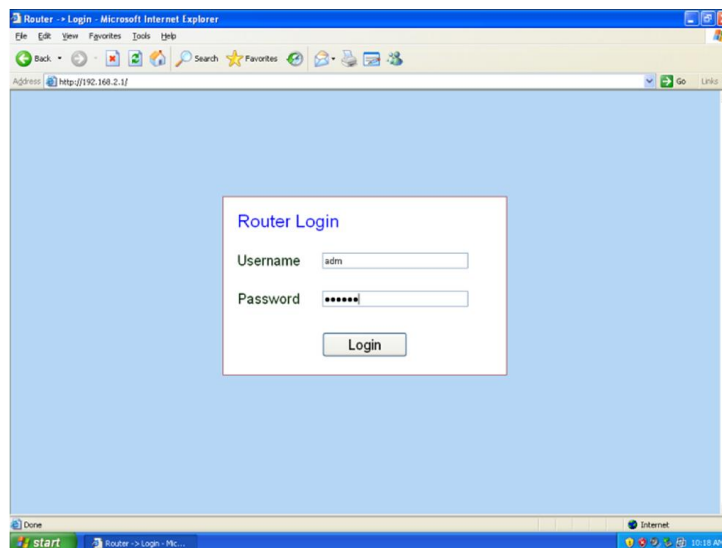 Router -> Login - Microsoft Internet Explorer
File Edit View Favorites Tools Help
Back Search Favorites
Address http://192.168.2.1/ Go Links
Router Login
Username adm
Password ••••••
Login
Done Internet
start Router -> Login - Mic... 10:18 AM